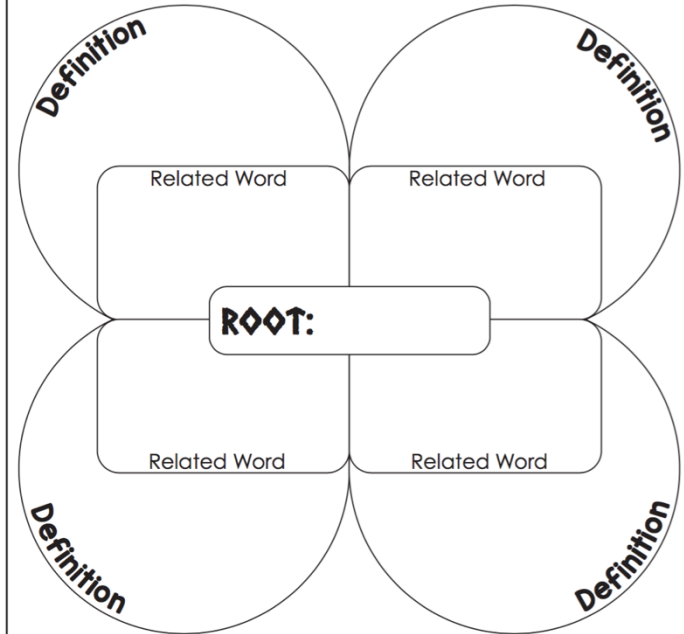 Definition
Definition
Related Word
Related Word
ROOT:
Related Word
Related Word
Definition
Definition